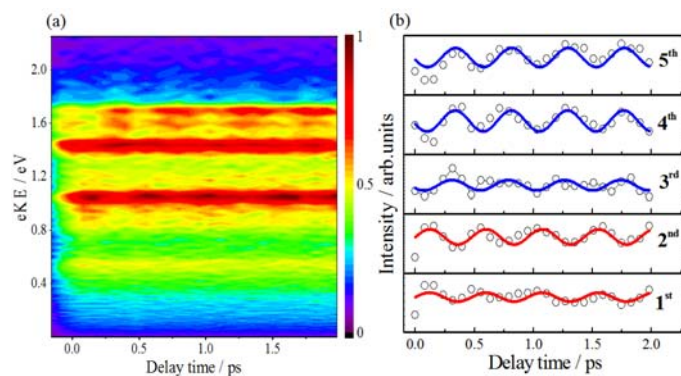 (a)
eKE / eV
2.0
1.6
1.2
0.8
0.4
0.0 0.5 1.0 1.5
Delay time / ps
1
0.5
0
(b)
Intensity / arb.units
5th
4th
3rd
2nd
1st
0.0 0.5 1.0 1.5 2.0
Delay time / ps